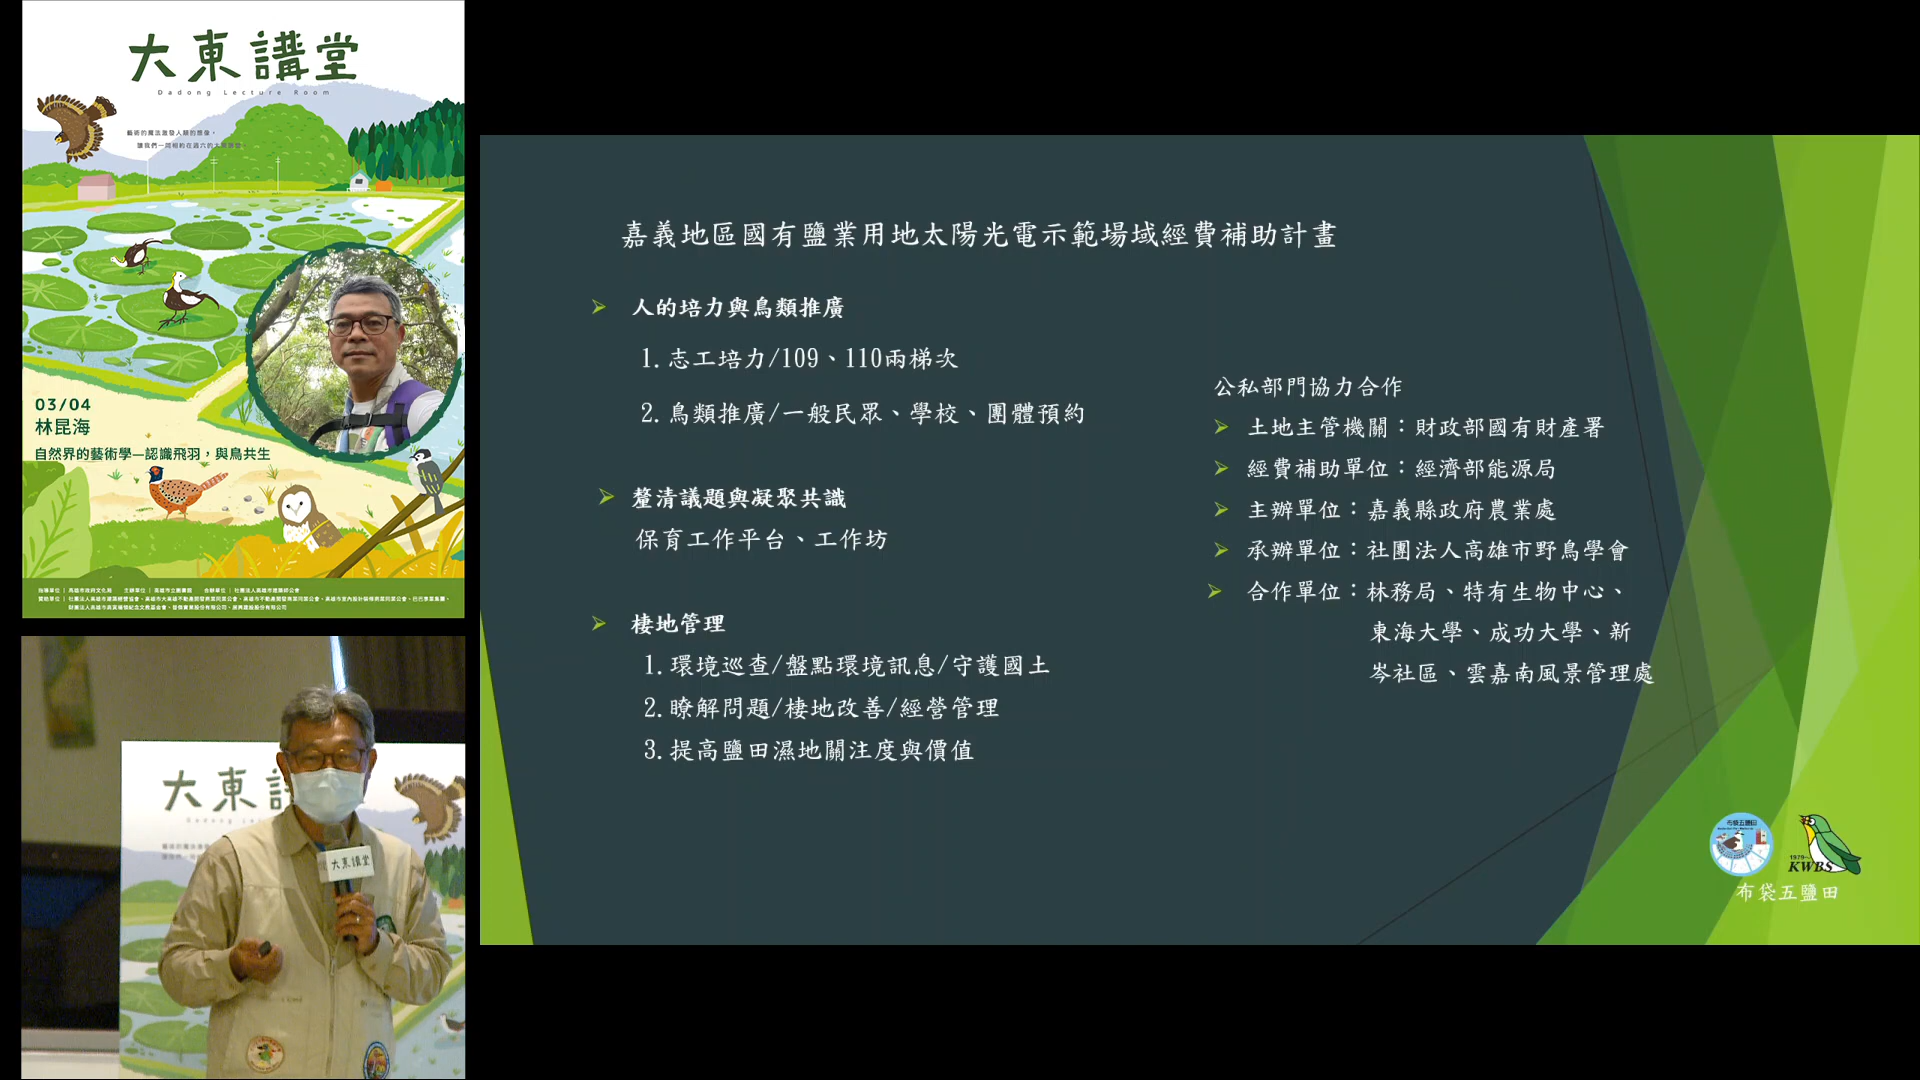 大東講堂
Dadong Lecture Room
藝術的魔法激發人類的想像，
讓我們一同相約在週六的大東講堂
03/04
林昆海
自然界的藝術學—認識飛羽，與鳥共生
嘉義地區國有鹽業用地太陽光電示範場域經費補助計畫
人的培力與鳥類推廣
1.志工培力/109、110兩梯次
2.鳥類推廣/一般民眾、學校、團體預約
釐清議題與凝聚共識
保育工作平台、工作坊
棲地管理
1.環境巡查/盤點環境訊息/守護國土
2.瞭解問題/棲地改善/經營管理
3.提高鹽田濕地關注度與價值
公私部門協力合作
土地主管機關：財政部國有財產署
經費補助單位：經濟部能源局
主辦單位：嘉義縣政府農業處
承辦單位：社團法人高雄市野鳥學會
合作單位：林務局、特有生物中心、
東海大學、成功大學、新
岑社區、雲嘉南風景管理處
布袋五鹽田
1979~
KWBS
布袋五鹽田
大東講
大東講堂